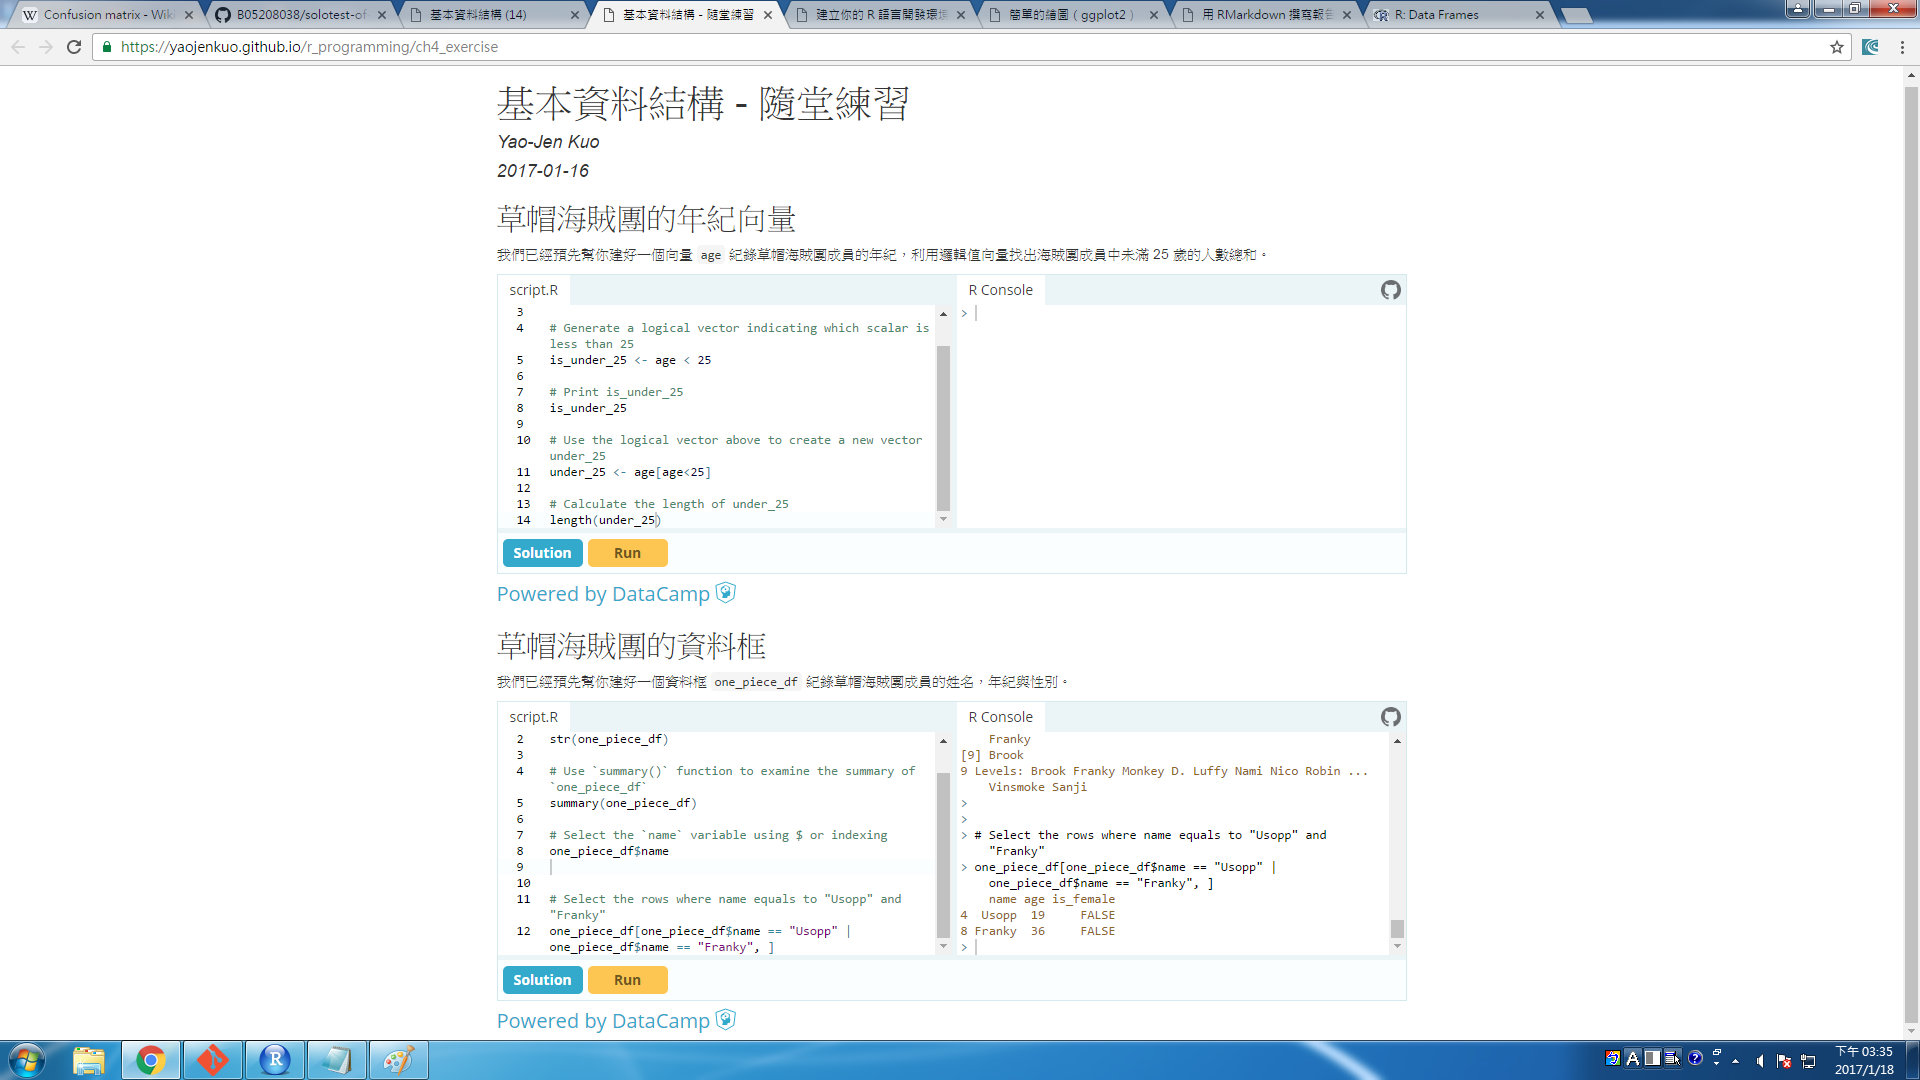 Confusion matrix - Wiki
B05208038/solotest-of
基本資料結構 (14)
基本資料結構 - 隨堂練習
建立你的 R 語言開發環境
簡單的繪圖 ( ggplot2 )
用 RMarkdown 撰寫報告
R: Data Frames
https://yaojenkuo.github.io/r_programming/ch4_exercise
基本資料結構 - 隨堂練習
Yao-Jen Kuo
2017-01-16
草帽海賊團的年紀向量
我們已經預先幫你建好一個向量 age 紀錄草帽海賊團成員的年紀，利用邏輯值向量找出海賊團成員中未滿 25 歲的人數總和。
script.R
3
4 # Generate a logical vector indicating which scalar is
less than 25
5 is_under_25 <- age < 25
6
7 # Print is_under_25
8 is_under_25
9
10 # Use the logical vector above to create a new vector
under_25
11 under_25 <- age[age<25]
12
13 # Calculate the length of under_25
14 length(under_25)
R Console
>
Solution
Run
Powered by DataCamp
草帽海賊團的資料框
我們已經預先幫你建好一個資料框 one_piece_df 紀錄草帽海賊團成員的姓名，年紀與性別。
script.R
2 str(one_piece_df)
3
4 # Use `summary()` function to examine the summary of
`one_piece_df`
5 summary(one_piece_df)
6
7 # Select the `name` variable using $ or indexing
8 one_piece_df$name
9
10
11 # Select the rows where name equals to "Usopp" and
"Franky"
12 one_piece_df[one_piece_df$name == "Usopp" |
one_piece_df$name == "Franky", ]
R Console
Franky
[9] Brook
9 Levels: Brook Franky Monkey D. Luffy Nami Nico Robin ...
Vinsmoke Sanji
>
>
> # Select the rows where name equals to "Usopp" and
"Franky"
> one_piece_df[one_piece_df$name == "Usopp" |
one_piece_df$name == "Franky", ]
name age is_female
4 Usopp 19 FALSE
8 Franky 36 FALSE
>
Solution
Run
Powered by DataCamp
下午 03:35
2017/1/18